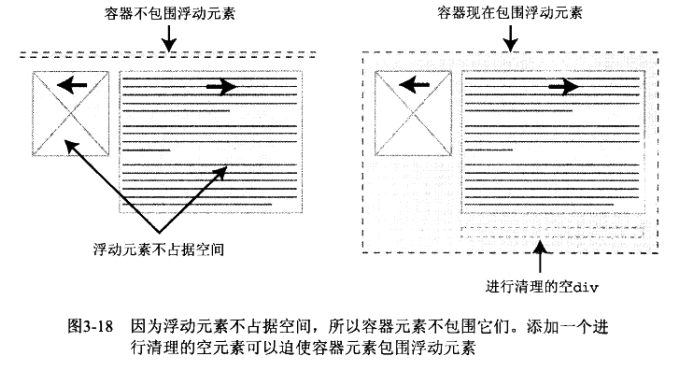 容器不包围浮动元素
容器现在包围浮动元素
浮动元素不占据空间
进行清理的空div
图3-18 因为浮动元素不占据空间，所以容器元素不包围它们。添加一个进
行清理的空元素可以迫使容器元素包围浮动元素